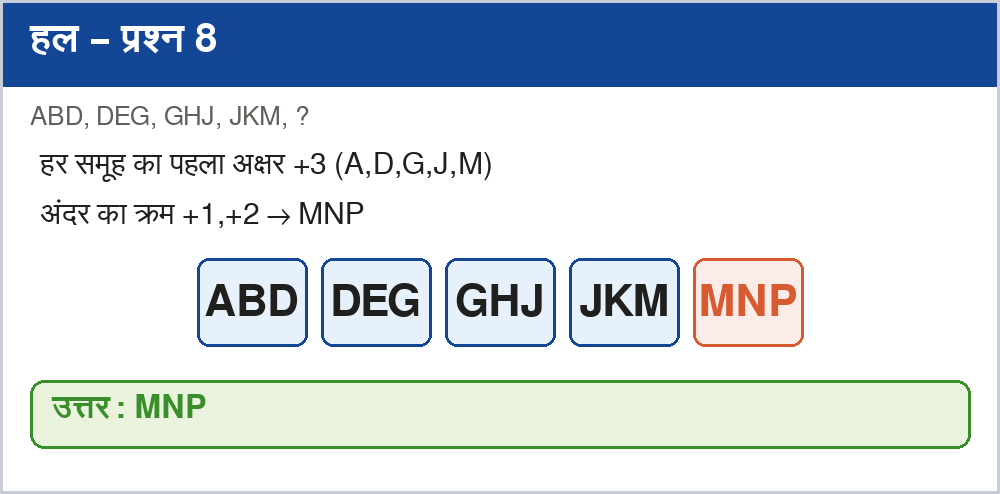 हल – प्रश्न 8
ABD, DEG, GHJ, JKM, ?
हर समूह का पहला अक्षर +3 (A,D,G,J,M)
अंदर का क्रम +1,+2 → MNP
ABD DEG GHJ JKM MNP
उत्तर : MNP